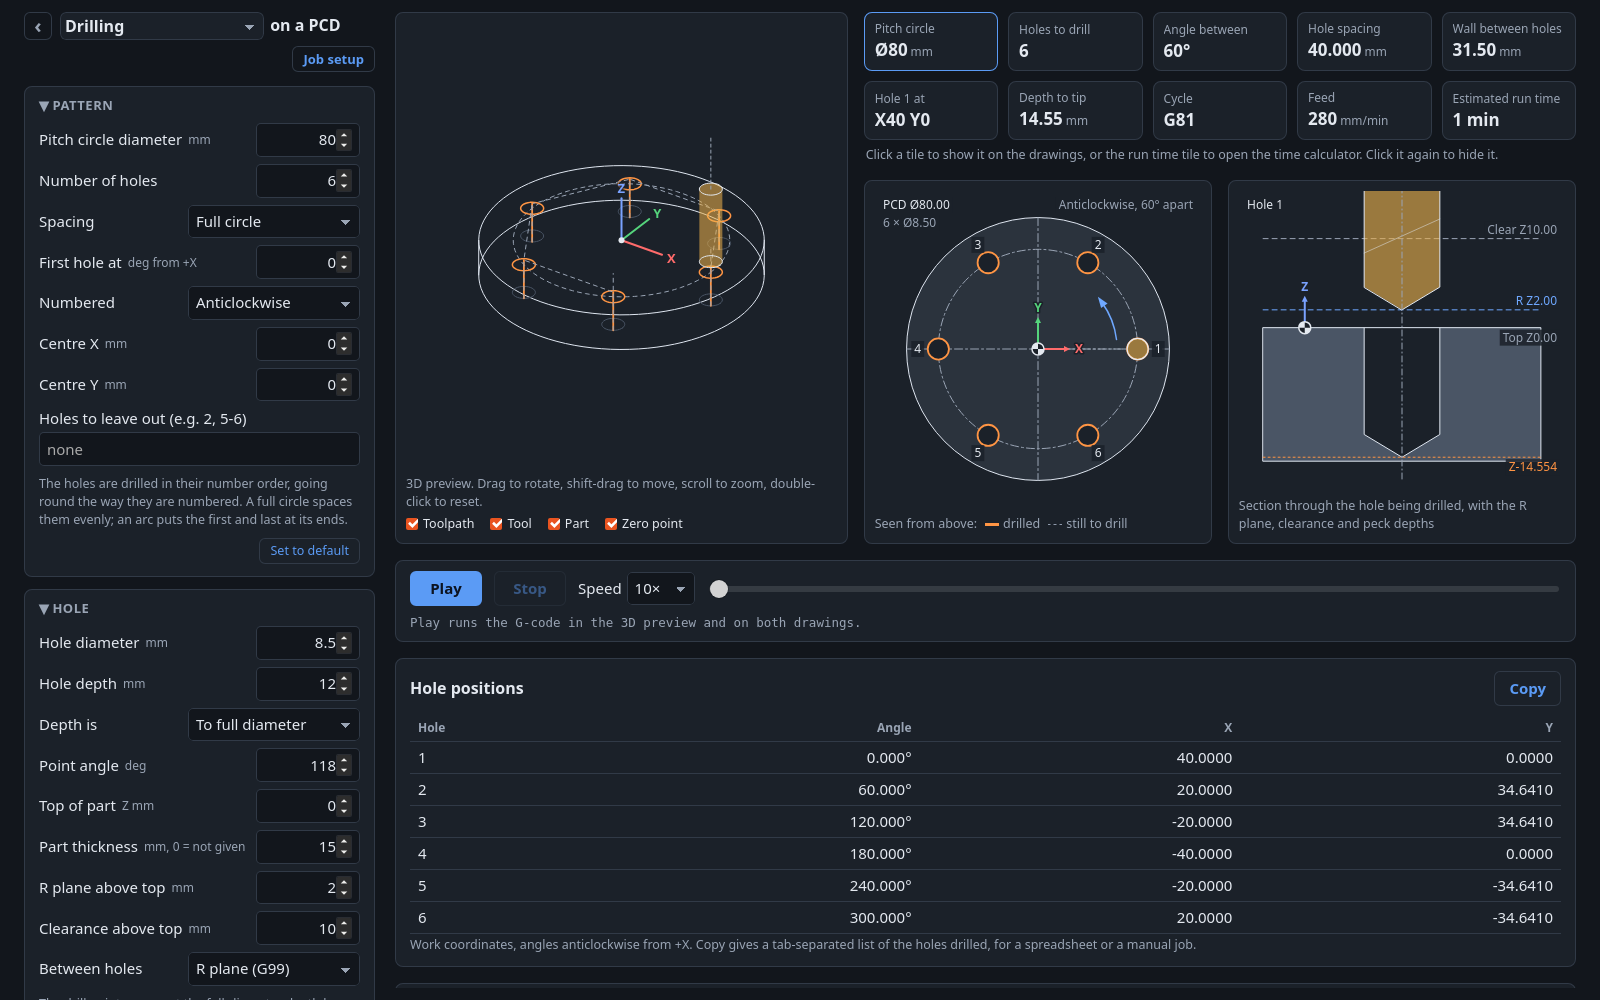 ‹ Drilling on a PCD
Job setup
▼ PATTERN
Pitch circle diameter mm 80
Number of holes 6
Spacing Full circle
First hole at deg from +X 0
Numbered Anticlockwise
Centre X mm 0
Centre Y mm 0
Holes to leave out (e.g. 2, 5-6)
none
The holes are drilled in their number order, going
round the way they are numbered. A full circle spaces
them evenly; an arc puts the first and last at its ends.
Set to default
▼ HOLE
Hole diameter mm 8.5
Hole depth mm 12
Depth is To full diameter
Point angle deg 118
Top of part Z mm 0
Part thickness mm, 0 = not given 15
R plane above top mm 2
Clearance above top mm 10
Between holes R plane (G99)
Z
Y
X
3D preview. Drag to rotate, shift-drag to move, scroll to zoom, double-
click to reset.
Toolpath Tool Part Zero point
Pitch circle
Ø80 mm
Holes to drill
6
Angle between
60°
Hole spacing
40.000 mm
Wall between holes
31.50 mm
Hole 1 at
X40 Y0
Depth to tip
14.55 mm
Cycle
G81
Feed
280 mm/min
Estimated run time
1 min
Click a tile to show it on the drawings, or the run time tile to open the time calculator. Click it again to hide it.
PCD Ø80.00
6 × Ø8.50
Anticlockwise, 60° apart
3
2
Y
4
X
1
5
6
Seen from above: drilled --- still to drill
Hole 1
Clear Z10.00
Z
R Z2.00
Top Z0.00
Z-14.554
Section through the hole being drilled, with the R
plane, clearance and peck depths
Play Stop Speed 10×
Play runs the G-code in the 3D preview and on both drawings.
Hole positions
Copy
Hole Angle X Y
1 0.000° 40.0000 0.0000
2 60.000° 20.0000 34.6410
3 120.000° -20.0000 34.6410
4 180.000° -40.0000 0.0000
5 240.000° -20.0000 -34.6410
6 300.000° 20.0000 -34.6410
Work coordinates, angles anticlockwise from +X. Copy gives a tab-separated list of the holes drilled, for a spreadsheet or a manual job.